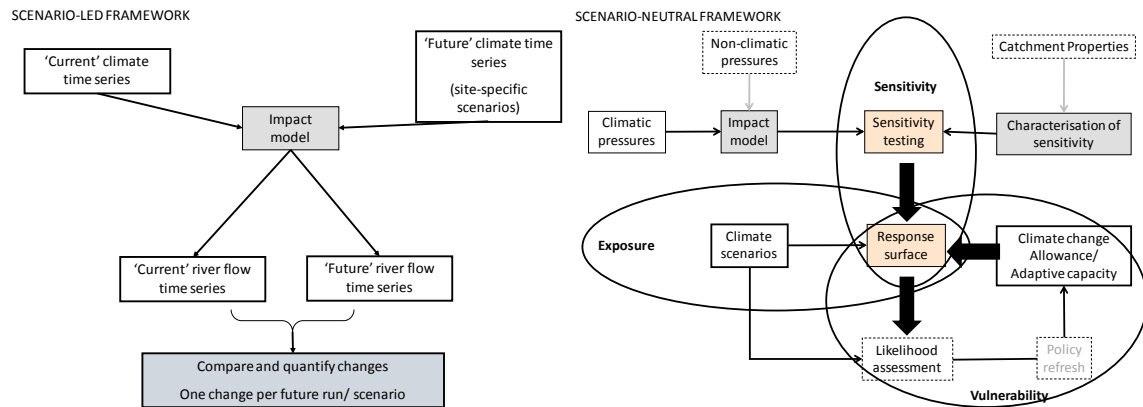 SCENARIO-LED FRAMEWORK
'Current' climate
time series
'Future' climate time
series
(site-specific
scenarios)
Impact
model
'Current' river flow
time series
'Future' river flow
time series
Compare and quantify changes
One change per future run/ scenario
SCENARIO-NEUTRAL FRAMEWORK
Non-climatic
pressures
Catchment Properties
Sensitivity
Climatic
pressures
Impact
model
Sensitivity
testing
Characterisation of
sensitivity
Exposure
Climate
scenarios
Response
surface
Climate change
Allowance/
Adaptive capacity
Likelihood
assessment
Policy
refresh
Vulnerability